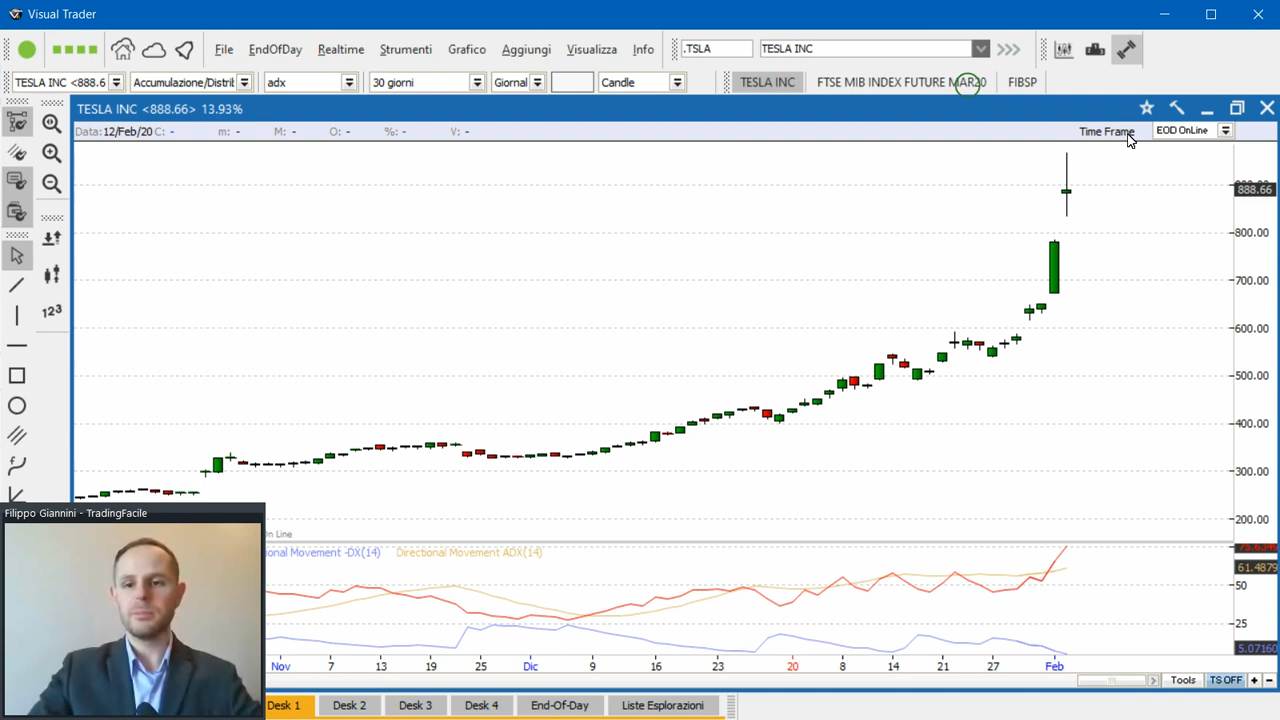 Visual Trader
File EndOfDay Realtime Strumenti Grafico Aggiungi Visualizza Info .TSLA TESLA INC
TESLA INC <888.6 Accumulazione/Distrib adx 30 giorni Giornal Candle TESLA INC FTSE MIB INDEX FUTURE MAR20 FIBSP
TESLA INC <888.66> 13.93%
Data:12/Feb/20 C: - m: - M: - O: - %: - V: - Time Frame EOD OnLine
888.66
800.00
700.00
600.00
500.00
400.00
300.00
200.00
123
Filippo Giannini - TradingFacile
On Line
onal Movement -DX(14) Directional Movement ADX(14)
61.4879
50
25
5.07160
Nov 7 13 19 25 Dic 9 16 23 20 8 14 21 27 Feb
Tools TS OFF
Desk 1 Desk 2 Desk 3 Desk 4 End-Of-Day Liste Esplorazioni